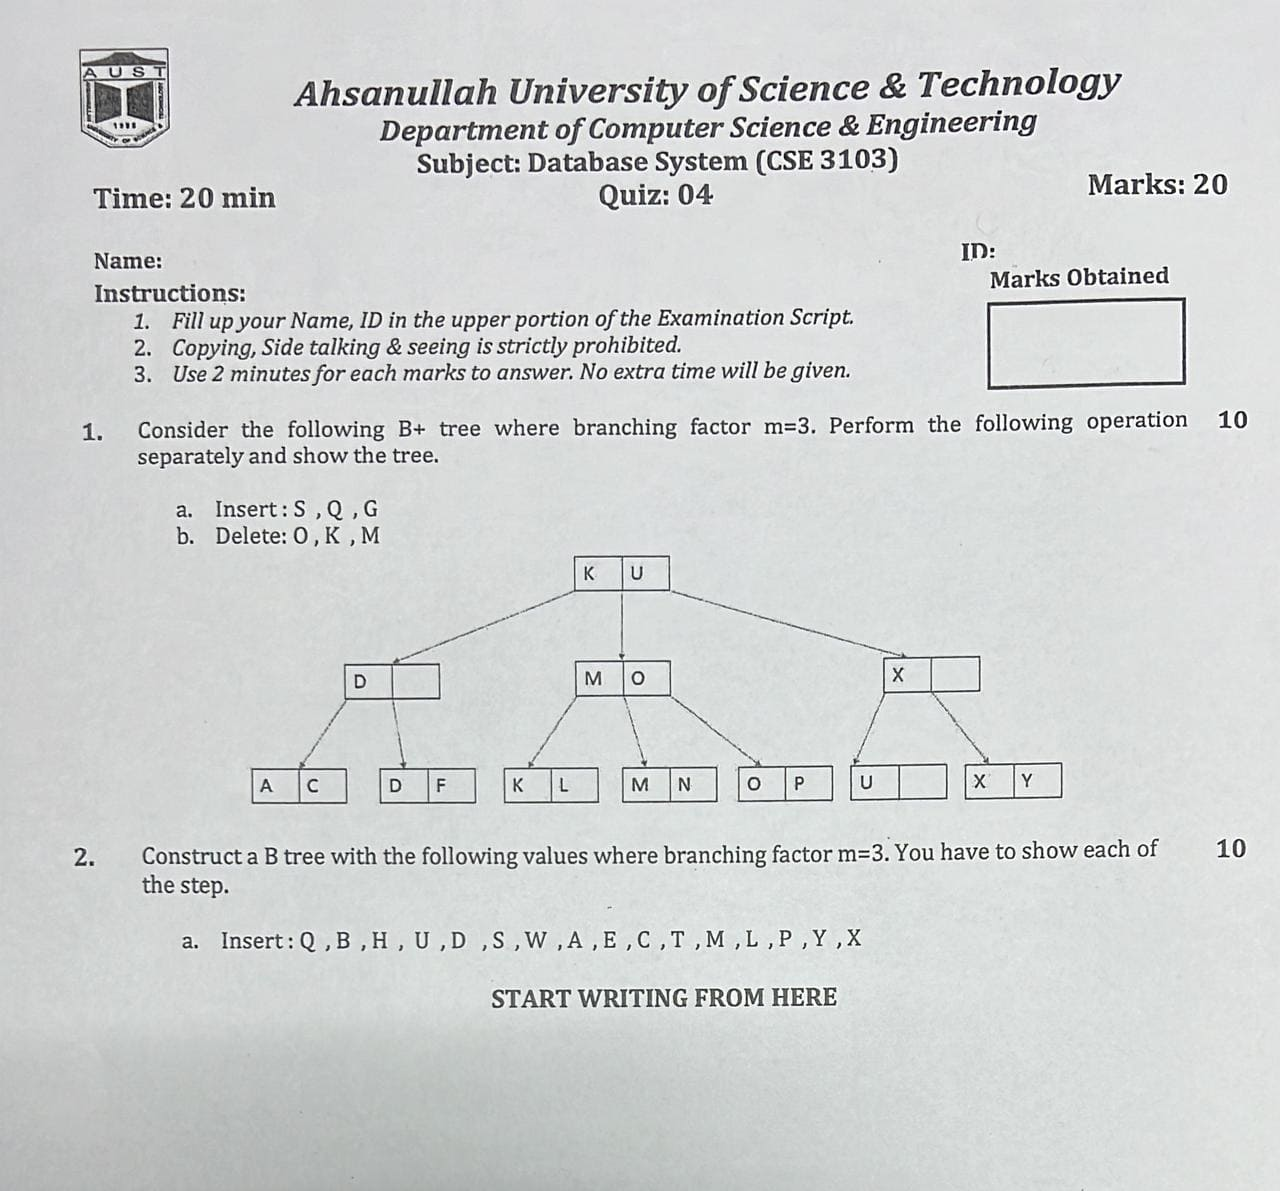 AUST
1995
Ahsanullah University of Science & Technology
Department of Computer Science & Engineering
Subject: Database System (CSE 3103)
Time: 20 min Quiz: 04 Marks: 20
Name: ID:
Marks Obtained
Instructions:
1. Fill up your Name, ID in the upper portion of the Examination Script.
2. Copying, Side talking & seeing is strictly prohibited.
3. Use 2 minutes for each marks to answer. No extra time will be given.
1. Consider the following B+ tree where branching factor m=3. Perform the following operation 10
separately and show the tree.
a. Insert : S , Q , G
b. Delete: O , K , M
K U
D M O X
A C D F K L M N O P U X Y
2. Construct a B tree with the following values where branching factor m=3. You have to show each of 10
the step.
a. Insert : Q , B , H , U , D , S , W , A , E , C , T , M , L , P , Y , X
START WRITING FROM HERE